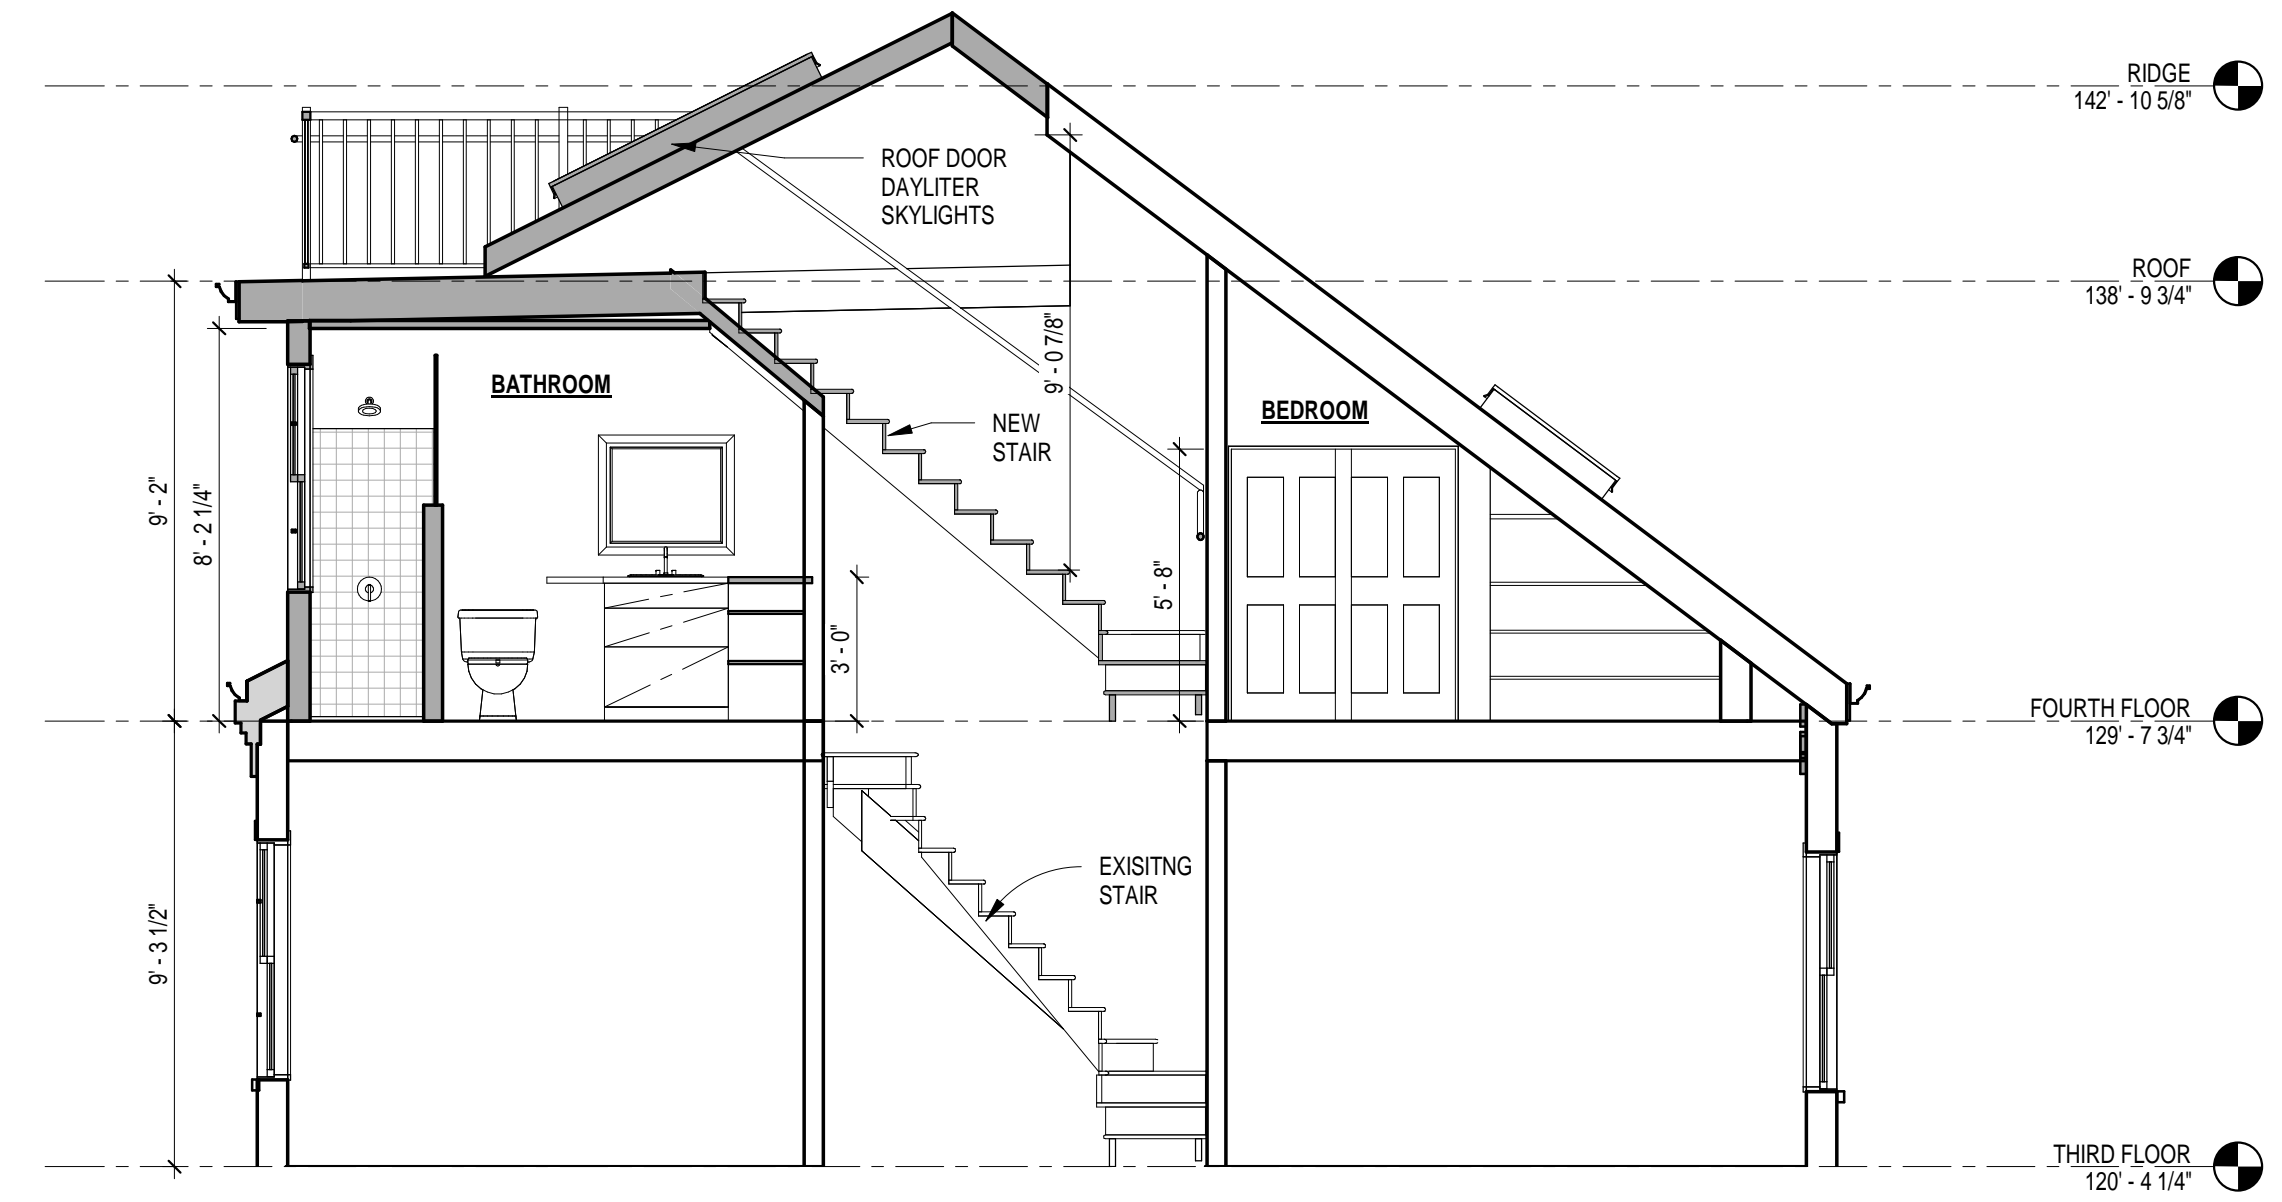 RIDGE
142' - 10 5/8"
ROOF DOOR
DAYLITER
SKYLIGHTS
ROOF
138' - 9 3/4"
9' - 0 7/8"
BATHROOM
BEDROOM
NEW
STAIR
9' - 2"
8' - 2 1/4"
5' - 8"
3' - 0"
FOURTH FLOOR
129' - 7 3/4"
EXISITNG
STAIR
9' - 3 1/2"
THIRD FLOOR
120' - 4 1/4"